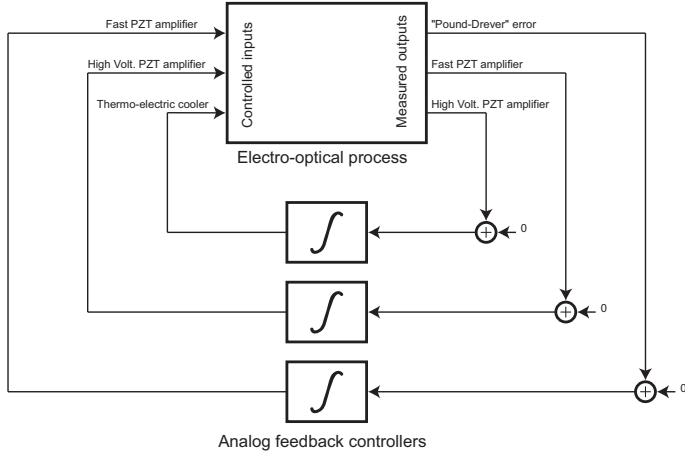 Fast PZT amplifier
"Pound-Drever" error
High Volt. PZT amplifier
Fast PZT amplifier
Thermo-electric cooler
High Volt. PZT amplifier
Controlled inputs
Measured outputs
Electro-optical process
∫
+
0
∫
+
0
∫
+
0
Analog feedback controllers